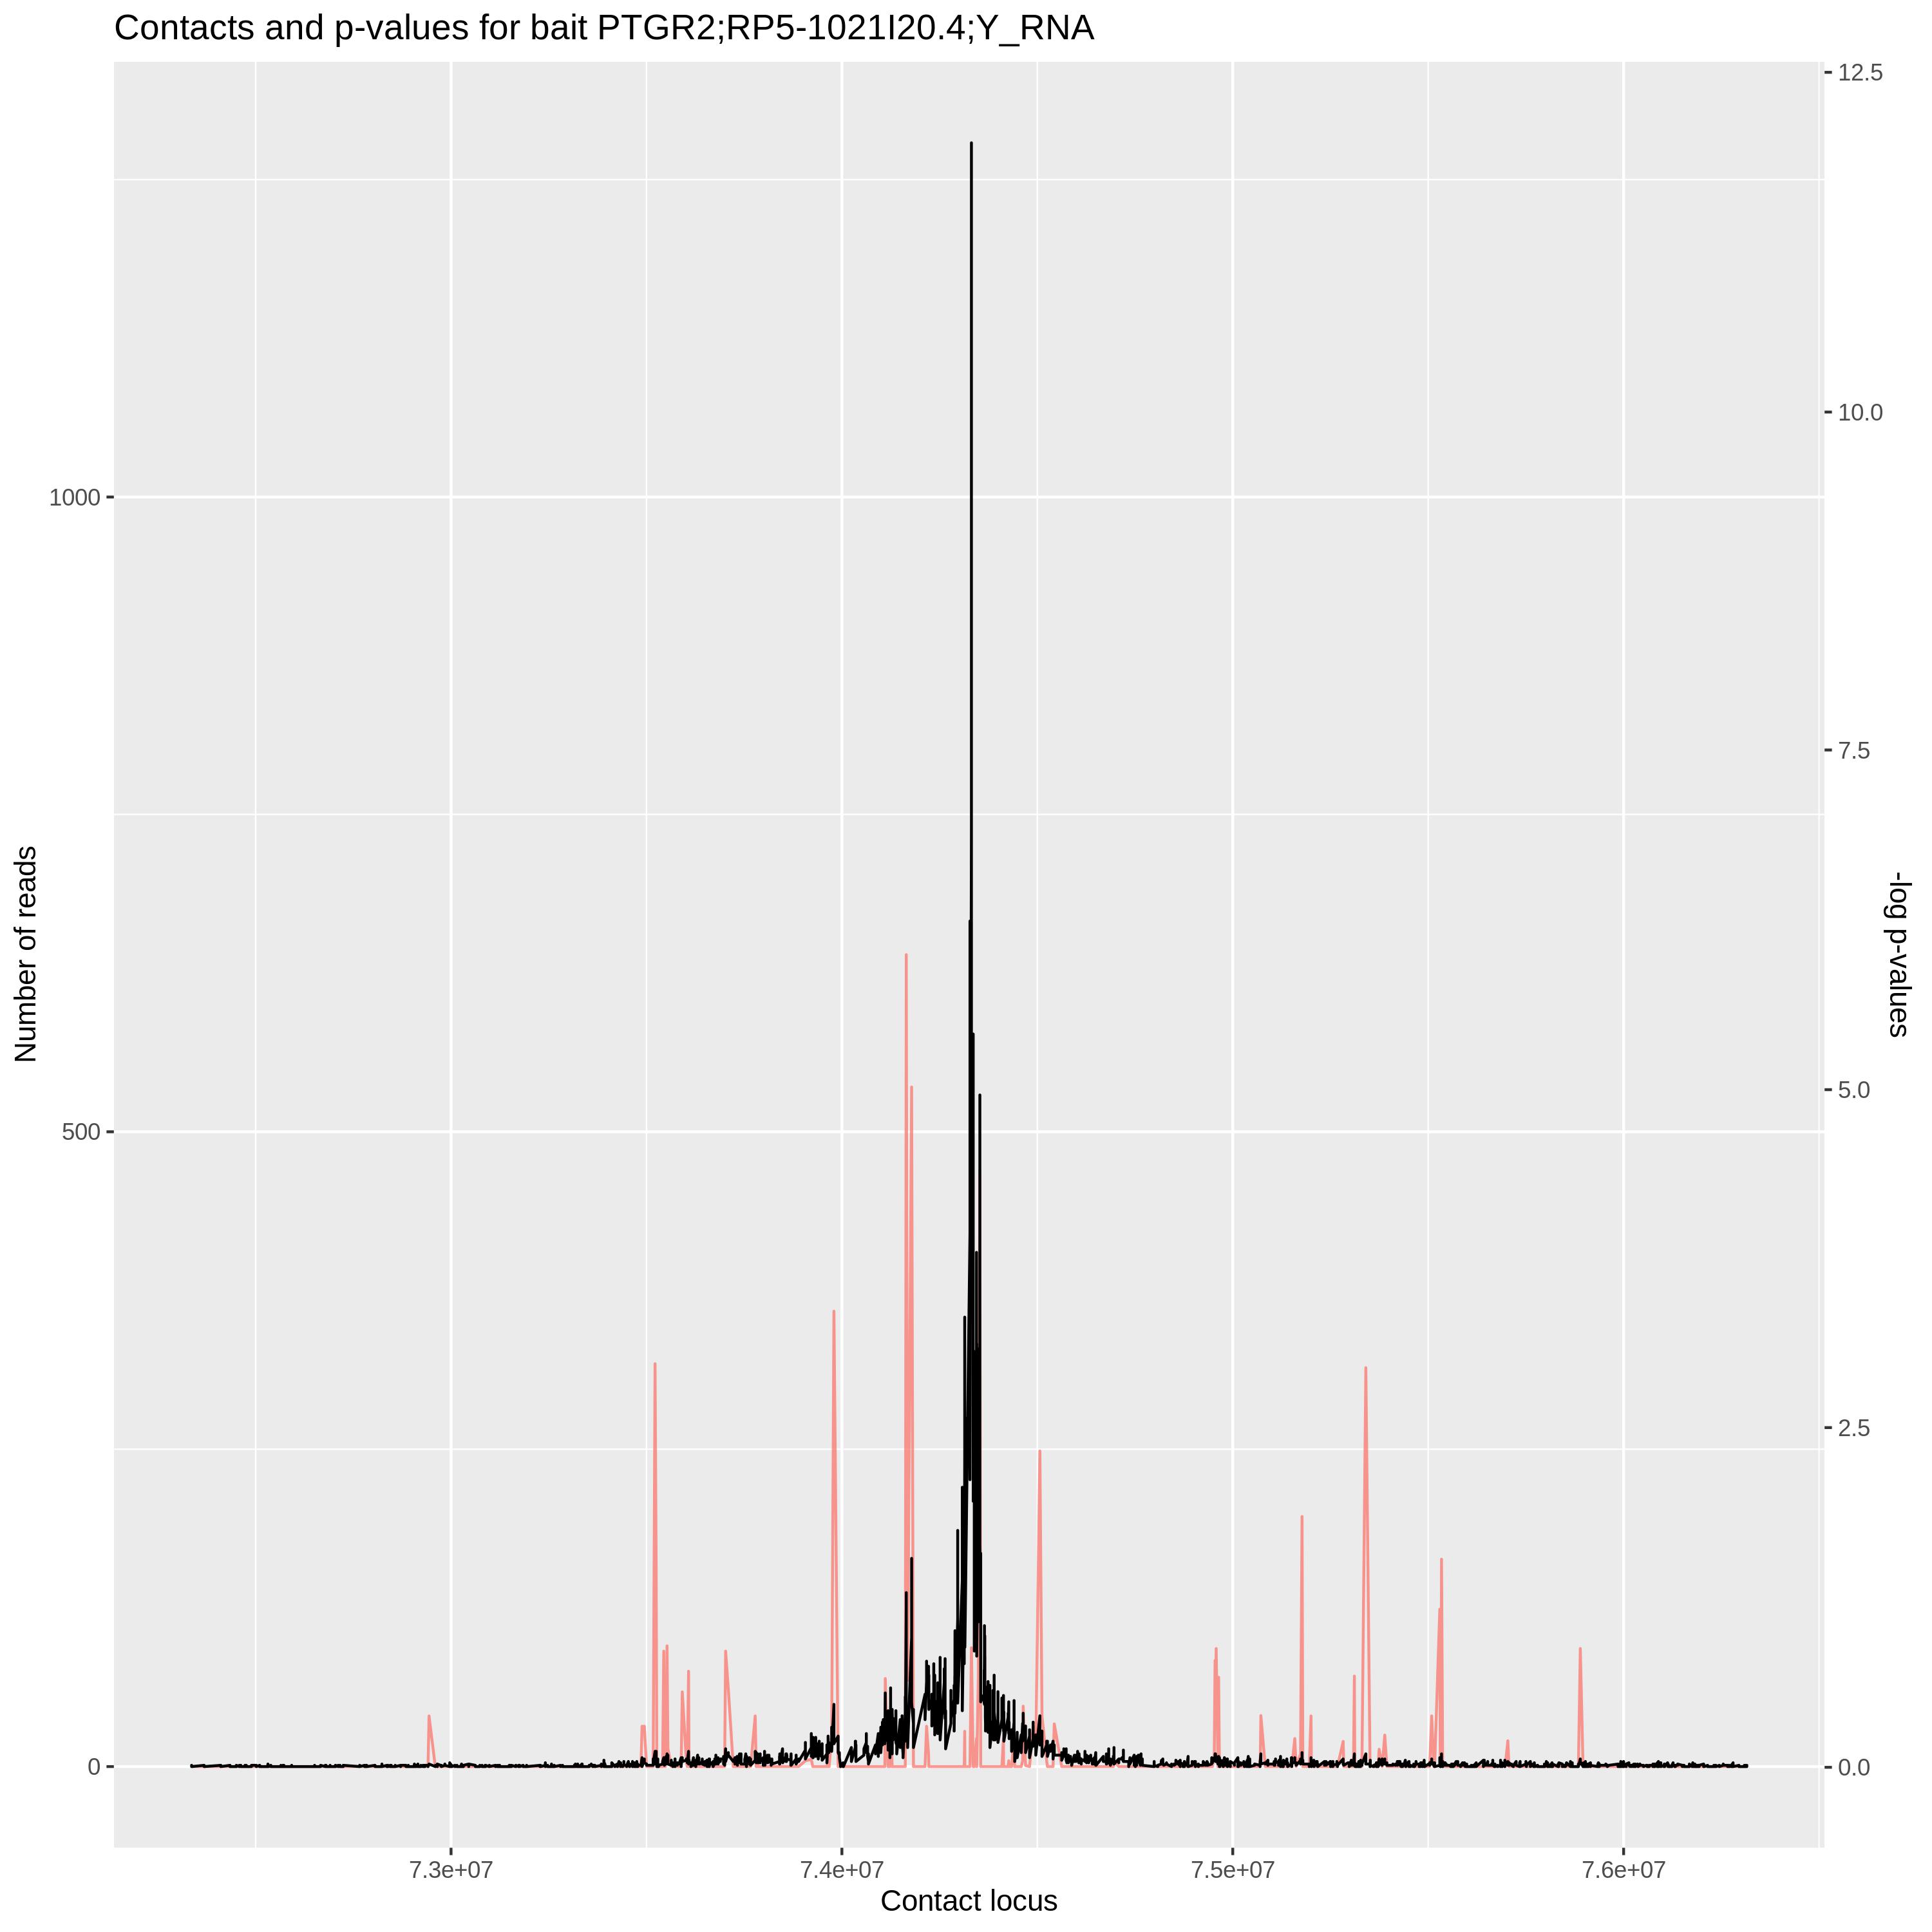 Contacts and p-values for bait PTGR2;RP5-1021I20.4;Y_RNA
12.5
10.0
7.5
5.0
2.5
0.0
1000
500
0
Number of reads
-log p-values
7.3e+07
7.4e+07
7.5e+07
7.6e+07
Contact locus